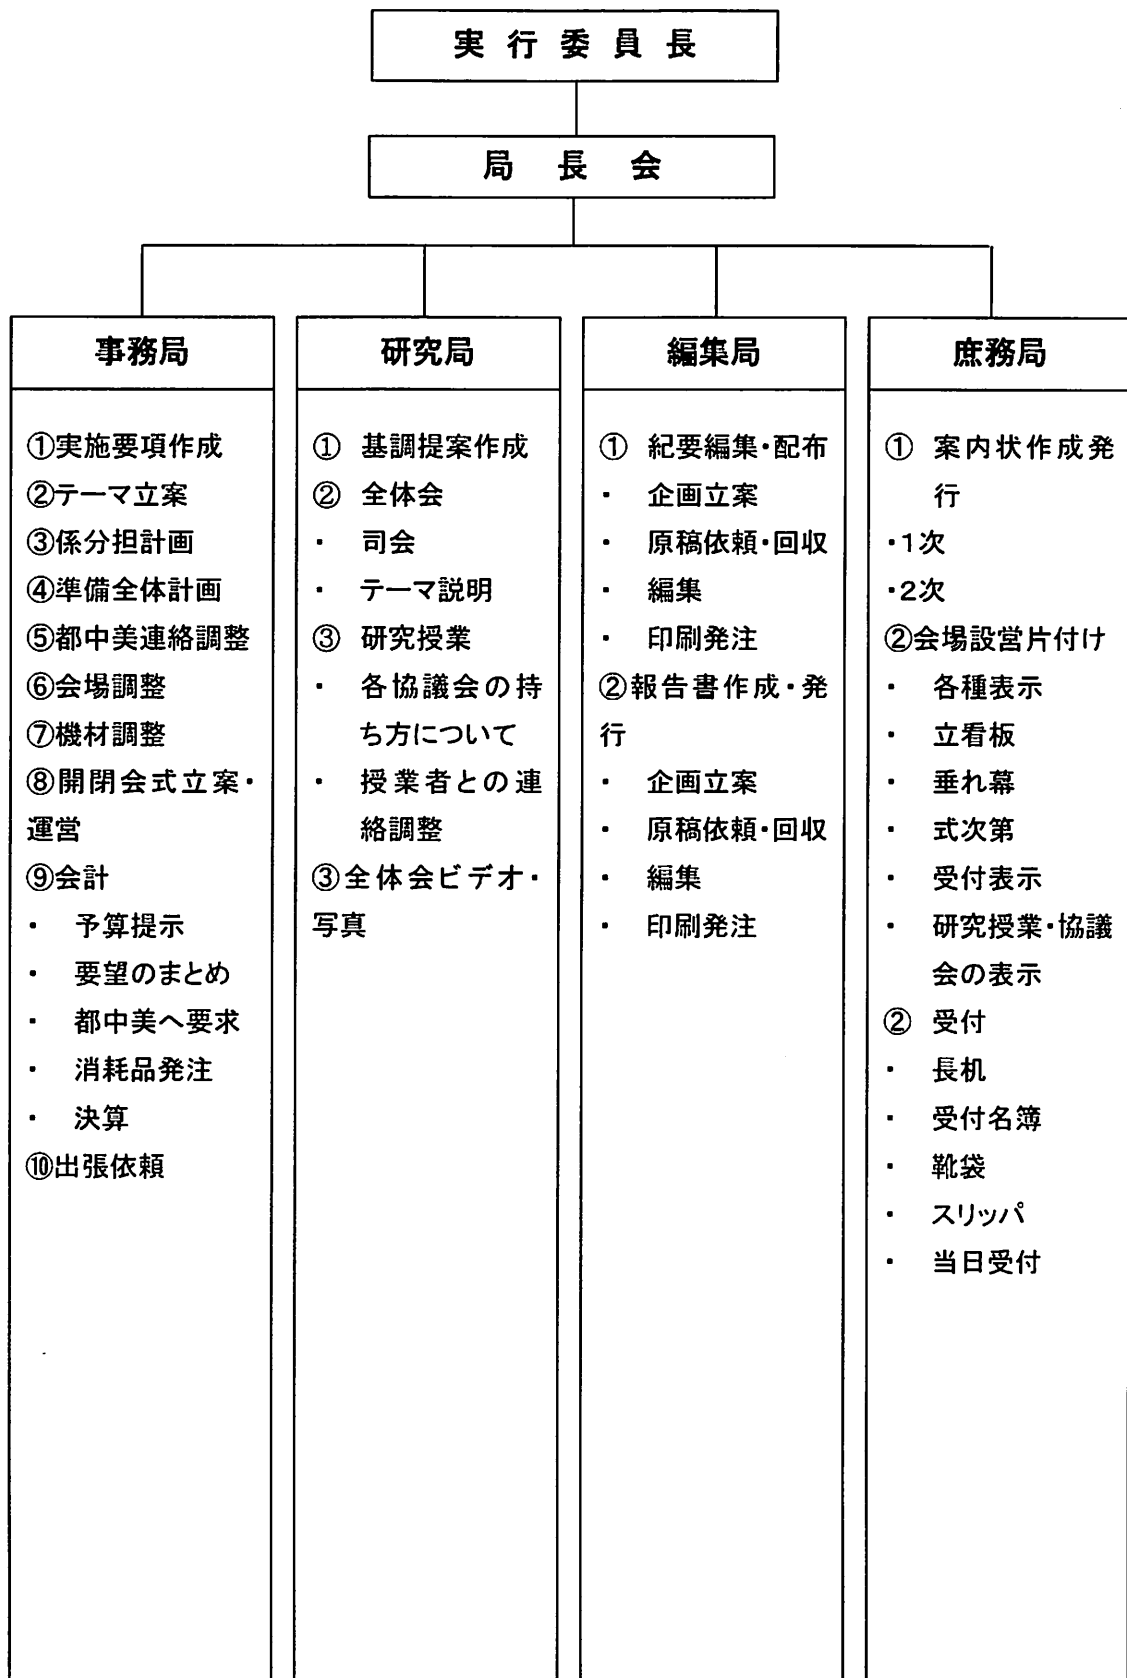 実行委員長
局長会
事務局
①実施要項作成
②テーマ立案
③係分担計画
④準備全体計画
⑤都中美連絡調整
⑥会場調整
⑦機材調整
⑧開閉会式立案・
運営
⑨会計
・ 予算提示
・ 要望のまとめ
・ 都中美へ要求
・ 消耗品発注
・ 決算
⑩出張依頼
研究局
① 基調提案作成
② 全体会
・ 司会
・ テーマ説明
③ 研究授業
・ 各協議会の持
ち方について
・ 授業者との連
絡調整
③全体会ビデオ・
写真
編集局
① 紀要編集・配布
・ 企画立案
・ 原稿依頼・回収
・ 編集
・ 印刷発注
②報告書作成・発
行
・ 企画立案
・ 原稿依頼・回収
・ 編集
・ 印刷発注
庶務局
① 案内状作成発
行
・1次
・2次
②会場設営片付け
・ 各種表示
・ 立看板
・ 垂れ幕
・ 式次第
・ 受付表示
・ 研究授業・協議
会の表示
② 受付
・ 長机
・ 受付名簿
・ 靴袋
・ スリッパ
・ 当日受付